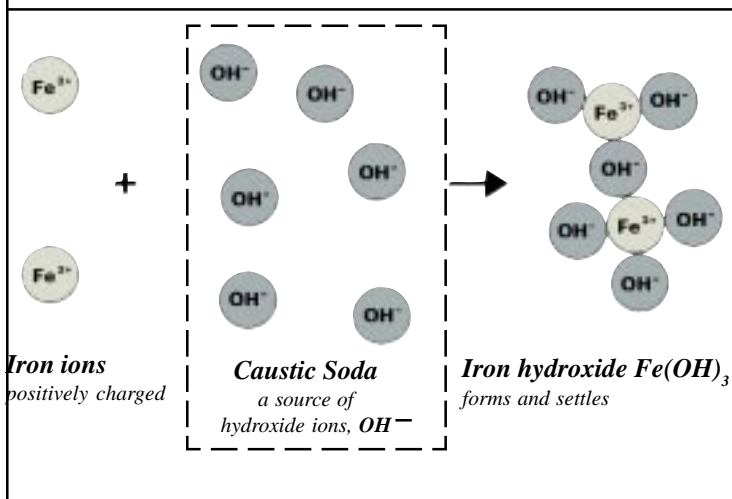 Fe³⁺
OH⁻
OH⁻
OH⁻
Fe³⁺
OH⁻
+
OH⁻
OH⁻
OH⁻
OH⁻
OH⁻
Fe³⁺
OH⁻
Fe³⁺
OH⁻
OH⁻
OH⁻
Iron ions
positively charged
Caustic Soda
a source of
hydroxide ions, OH⁻
Iron hydroxide Fe(OH)₃
forms and settles